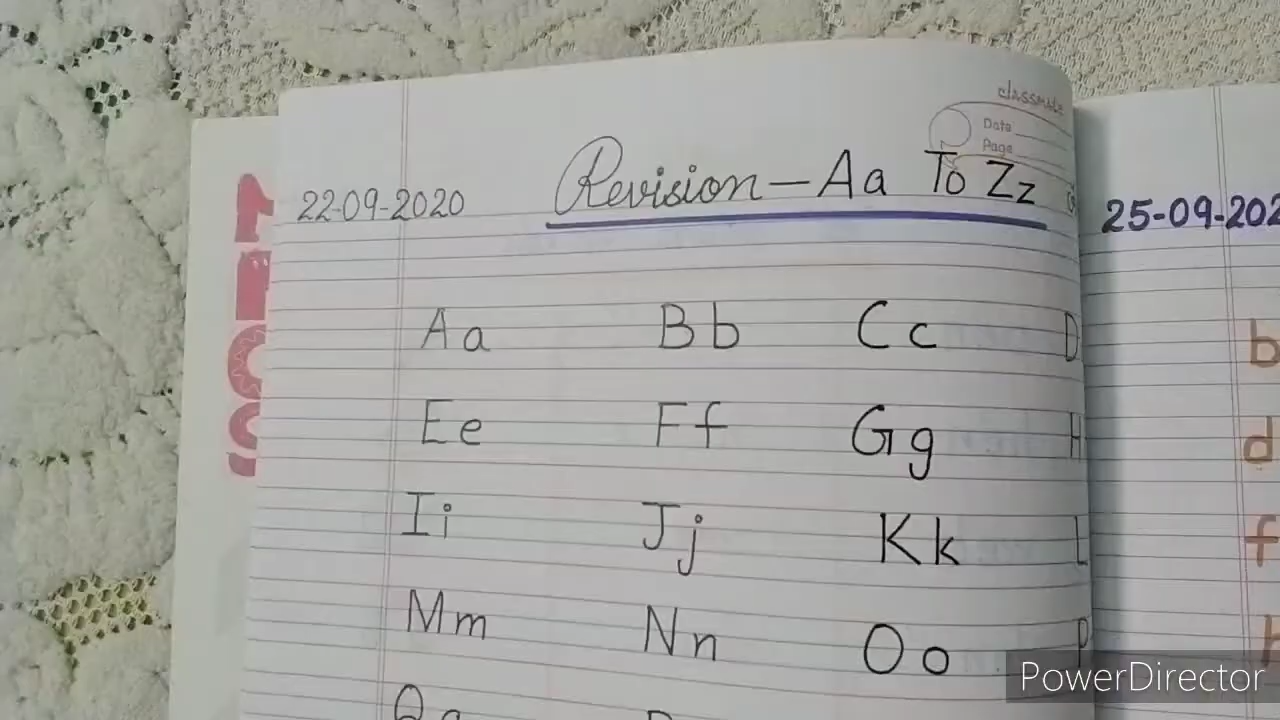 classmate
Date
Page
22-09-2020 Revision - Aa To Zz
Aa Bb Cc D
Ee Ff Gg H
Ii Jj Kk L
Mm Nn Oo P
Qq
25-09-202
b
d
f
h
PowerDirector